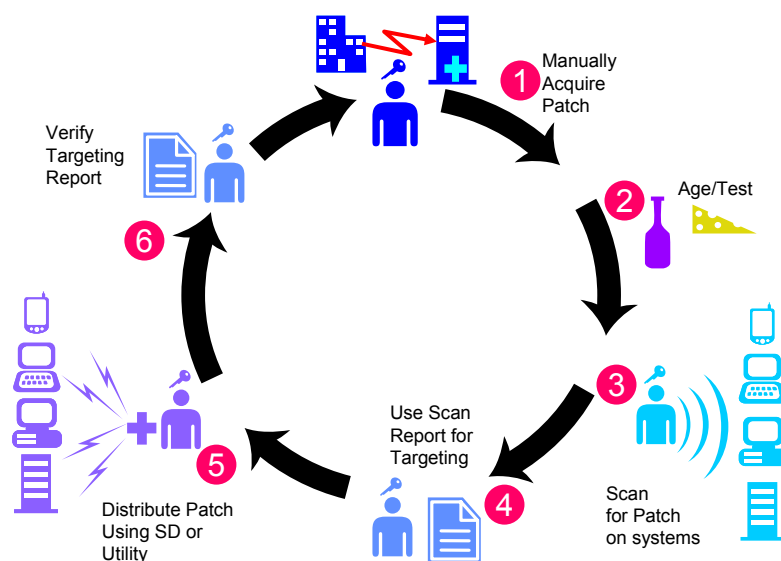 1
Manually
Acquire
Patch
2
Age/Test
3
Scan
for Patch
on systems
4
Use Scan
Report for
Targeting
5
Distribute Patch
Using SD or
Utility
6
Verify
Targeting
Report